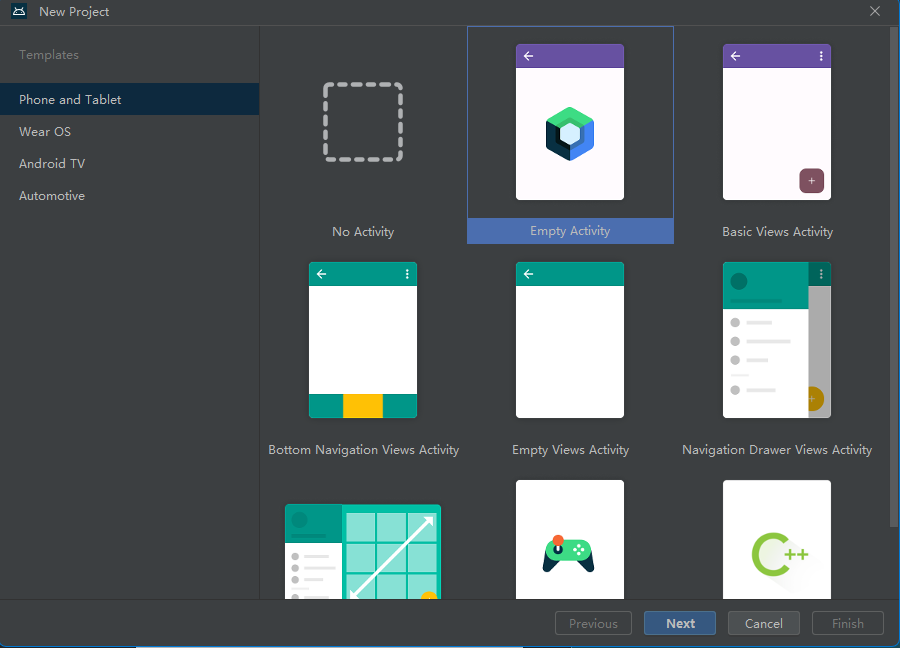 New Project
Templates
Phone and Tablet
Wear OS
Android TV
Automotive
No Activity
Empty Activity
Basic Views Activity
Bottom Navigation Views Activity
Empty Views Activity
Navigation Drawer Views Activity
C++
Previous
Next
Cancel
Finish